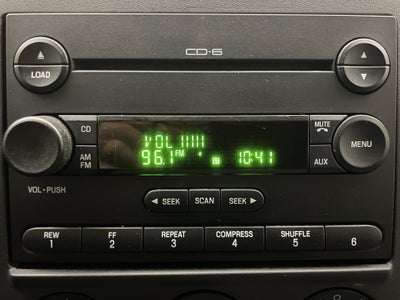 CD·6
LOAD
CD
MUTE
VOL
96.1 FM 10:41
MENU
AM
FM
AUX
VOL·PUSH
SEEK SCAN SEEK
REW FF REPEAT COMPRESS SHUFFLE
1 2 3 4 5 6